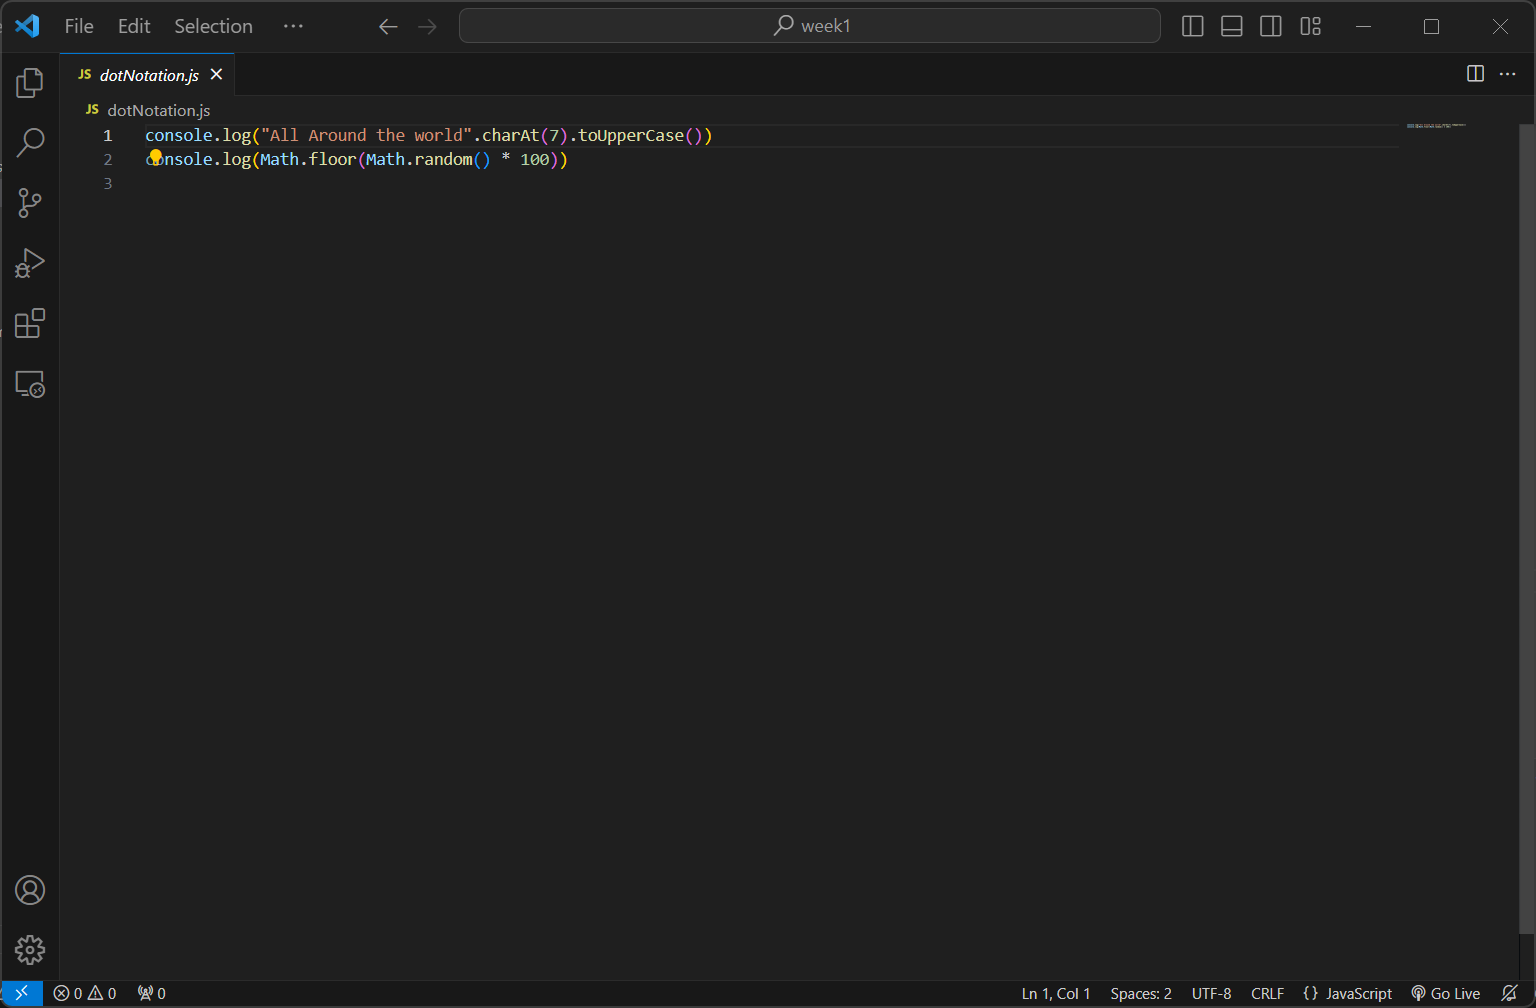 File Edit Selection ··· week1
JS dotNotation.js
JS dotNotation.js
1 console.log("All Around the world".charAt(7).toUpperCase())
2 console.log(Math.floor(Math.random() * 100))
3
0 0 0 Ln 1, Col 1 Spaces: 2 UTF-8 CRLF {} JavaScript Go Live